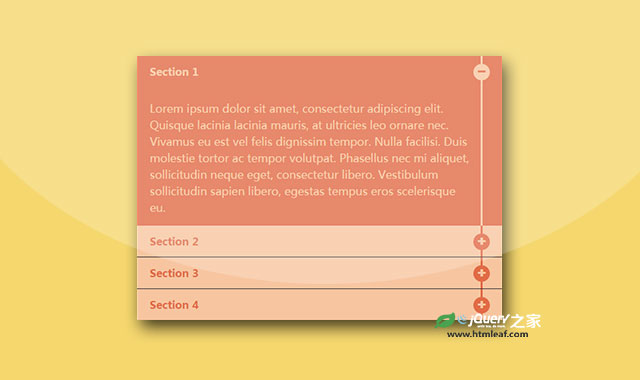 Section 1
Lorem ipsum dolor sit amet, consectetur adipiscing elit.
Quisque lacinia lacinia mauris, at ultricies leo ornare nec.
Vivamus eu est vel felis dignissim tempor. Nulla facilisi. Duis
molestie tortor ac tempor volutpat. Phasellus nec mi aliquet,
sollicitudin neque eget, consectetur libero. Vestibulum
sollicitudin sapien libero, egestas tempus eros scelerisque
eu.
Section 2
Section 3
Section 4
jQuery之家
www.htmleaf.com